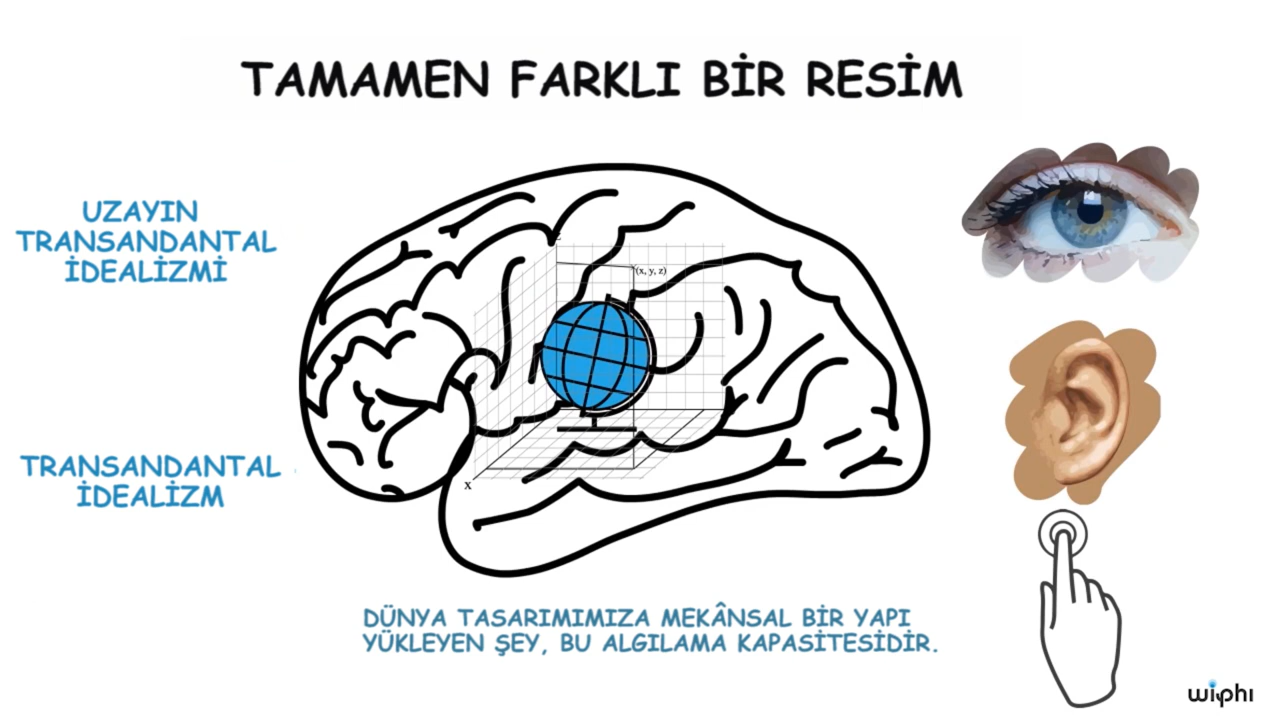 TAMAMEN FARKLI BİR RESİM
UZAYIN
TRANSANDANTAL
İDEALİZMİ
(x, y, z)
x
TRANSANDANTAL
İDEALİZM
DÜNYA TASARIMIMIZA MEKÂNSAL BİR YAPI
YÜKLEYEN ŞEY, BU ALGILAMA KAPASİTESİDİR.
wiphi